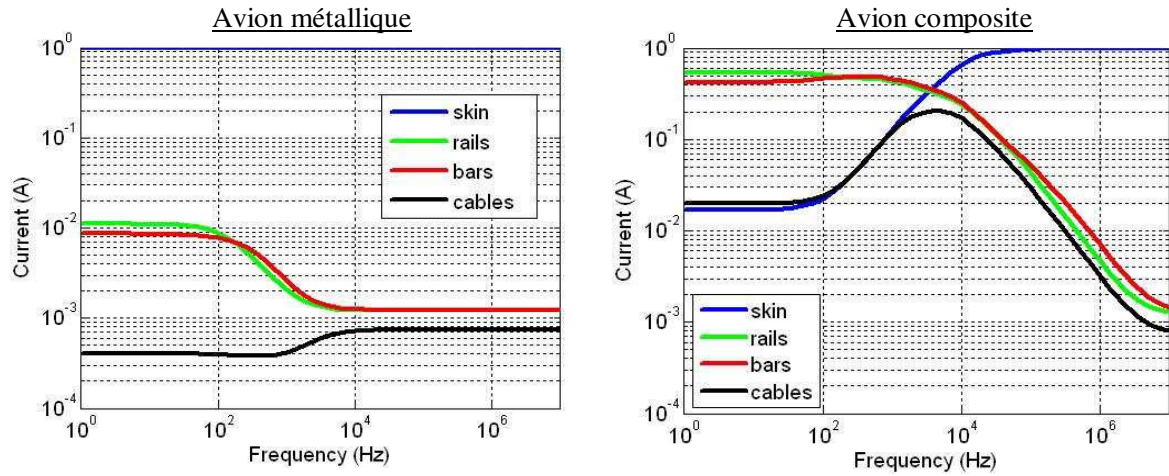 Avion métallique
Current (A)
10^0
10^-1
10^-2
10^-3
10^-4
skin
rails
bars
cables
10^0 10^2 10^4 10^6
Frequency (Hz)
Avion composite
Current (A)
10^0
10^-1
10^-2
10^-3
10^-4
skin
rails
bars
cables
10^0 10^2 10^4 10^6
Frequency (Hz)